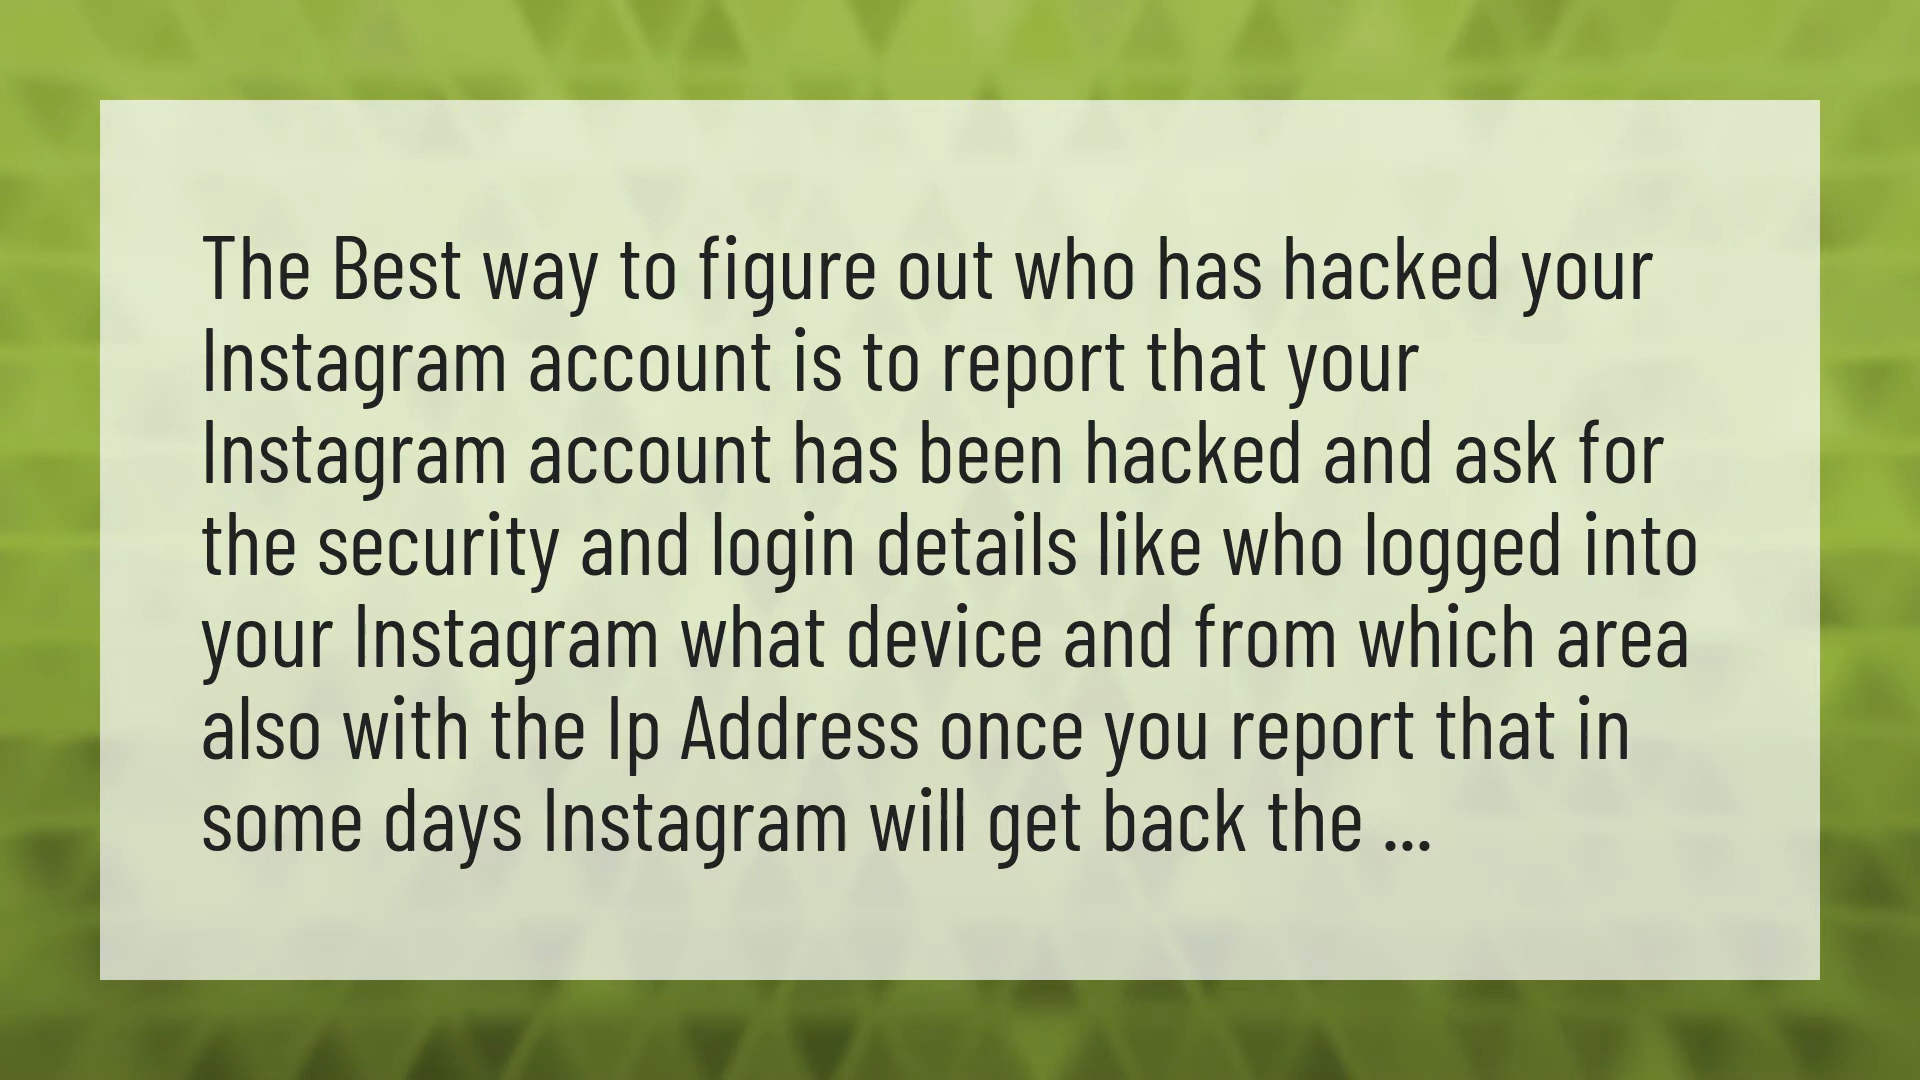 The Best way to figure out who has hacked your
Instagram account is to report that your
Instagram account has been hacked and ask for
the security and login details like who logged into
your Instagram what device and from which area
also with the Ip Address once you report that in
some days Instagram will get back the ...